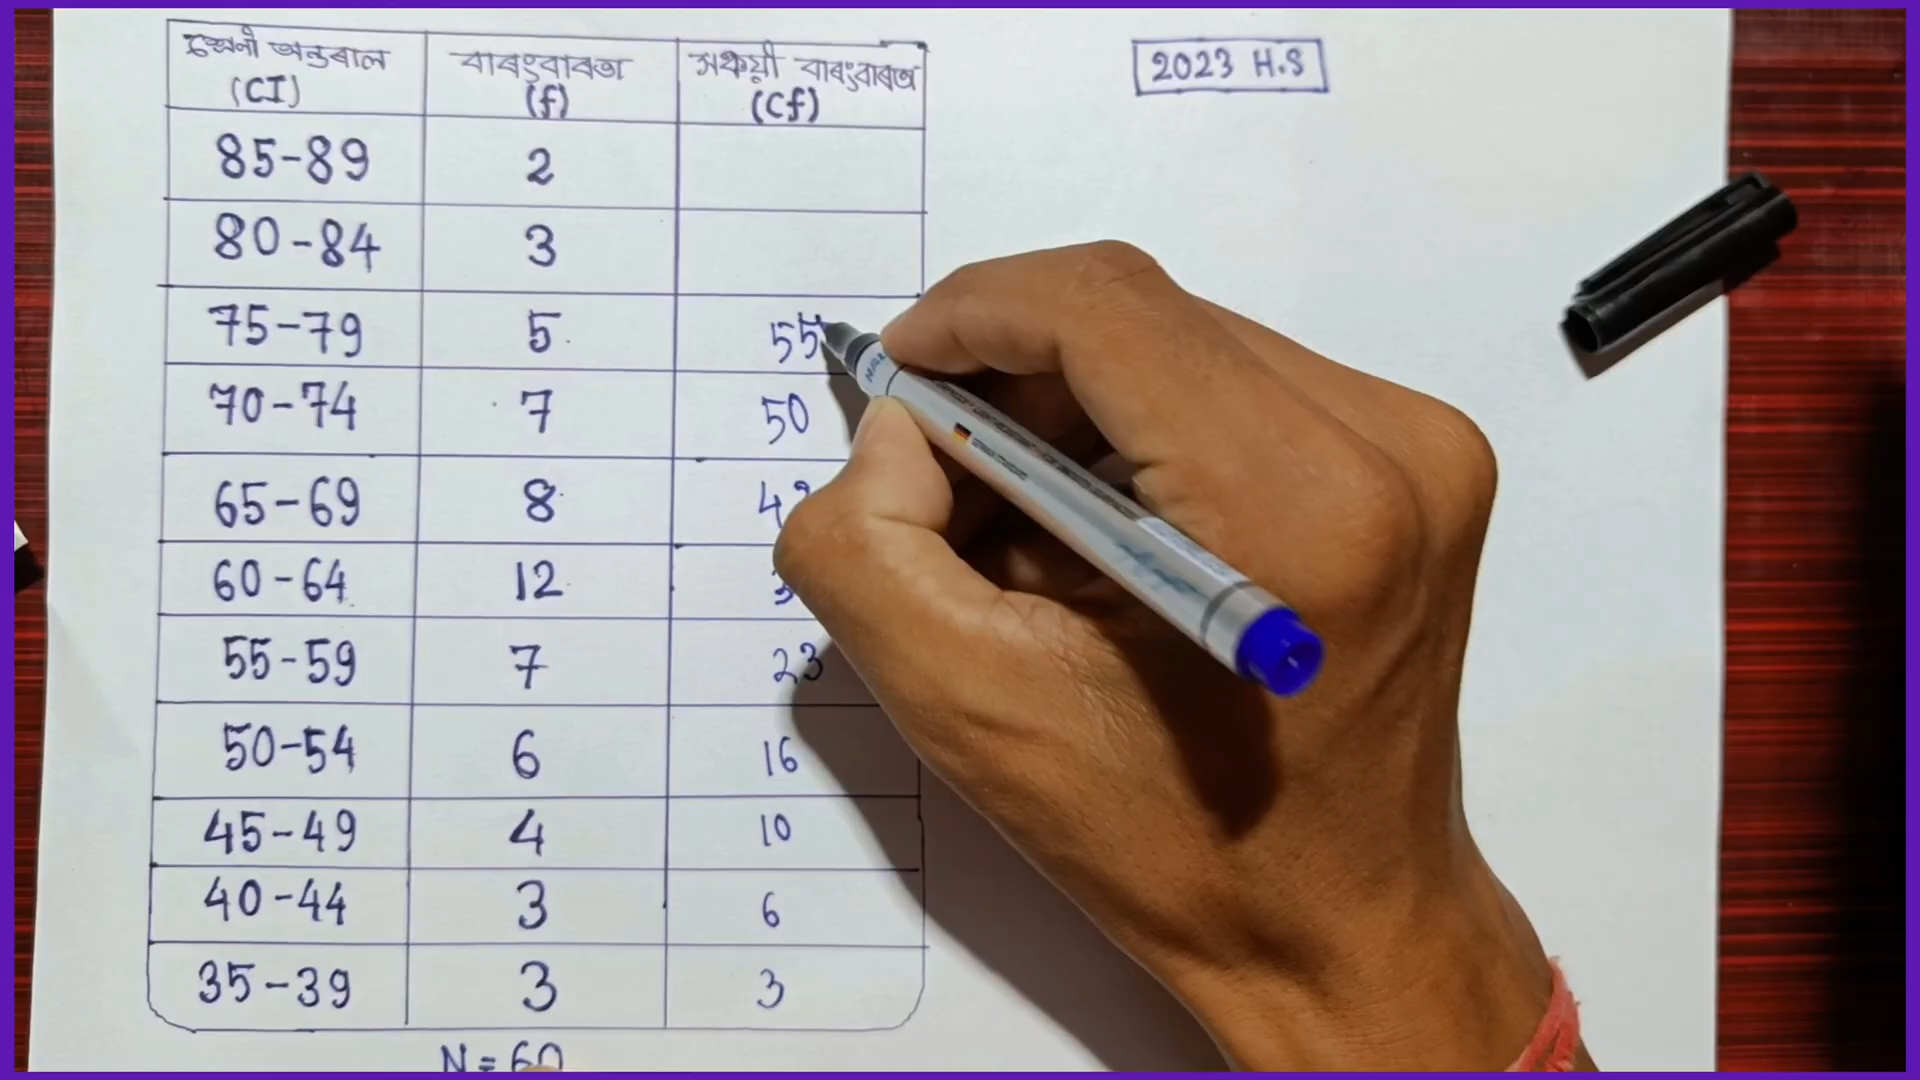 শ্ৰেণী অন্তৰাল বাৰংবাৰতা সঞ্চয়ী বাৰংবাৰতা
(CI) (f) (Cf)
2023 H.S
85-89 2
80-84 3
75-79 5 55
70-74 7 50
65-69 8
60-64 12
55-59 7 23
50-54 6 16
45-49 4 10
40-44 3 6
35-39 3 3
N = 60